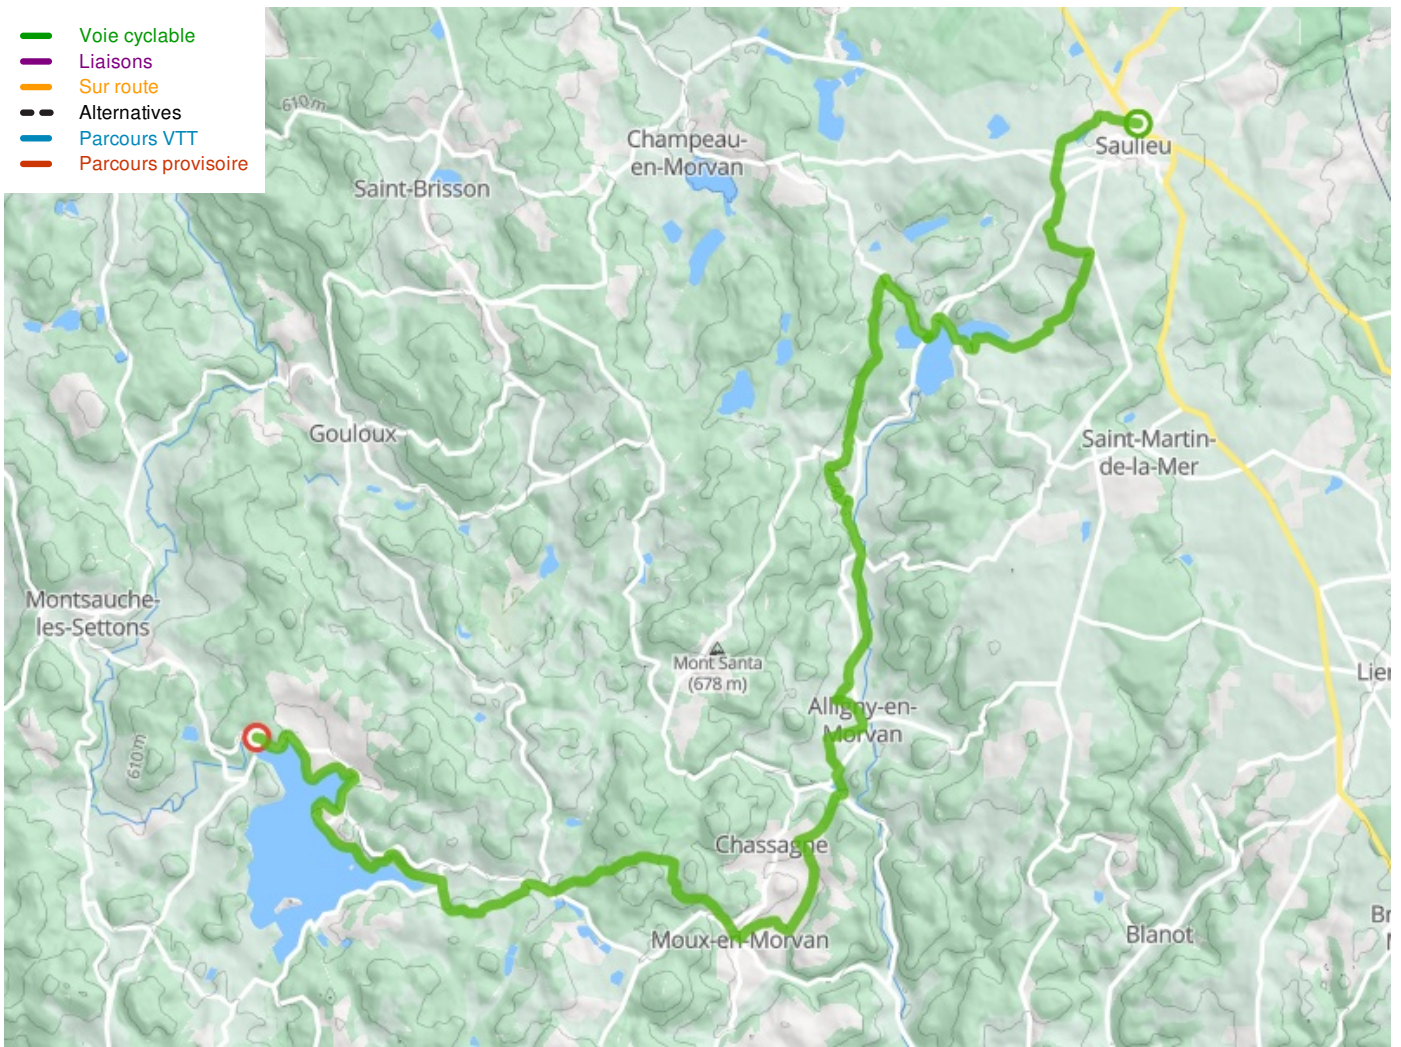 Voie cyclable
Liaisons
Sur route
Alternatives
Parcours VTT
Parcours provisoire
610 m
Champeau-
en-Morvan
Saulieu
Saint-Brisson
Gouloux
Saint-Martin-
de-la-Mer
Montsauche-
les-Settons
Mont Santa
(678 m)
Lier
Alligny-en-
Morvan
610 m
Chassagne
Moux-en-Morvan
Blanot
Br